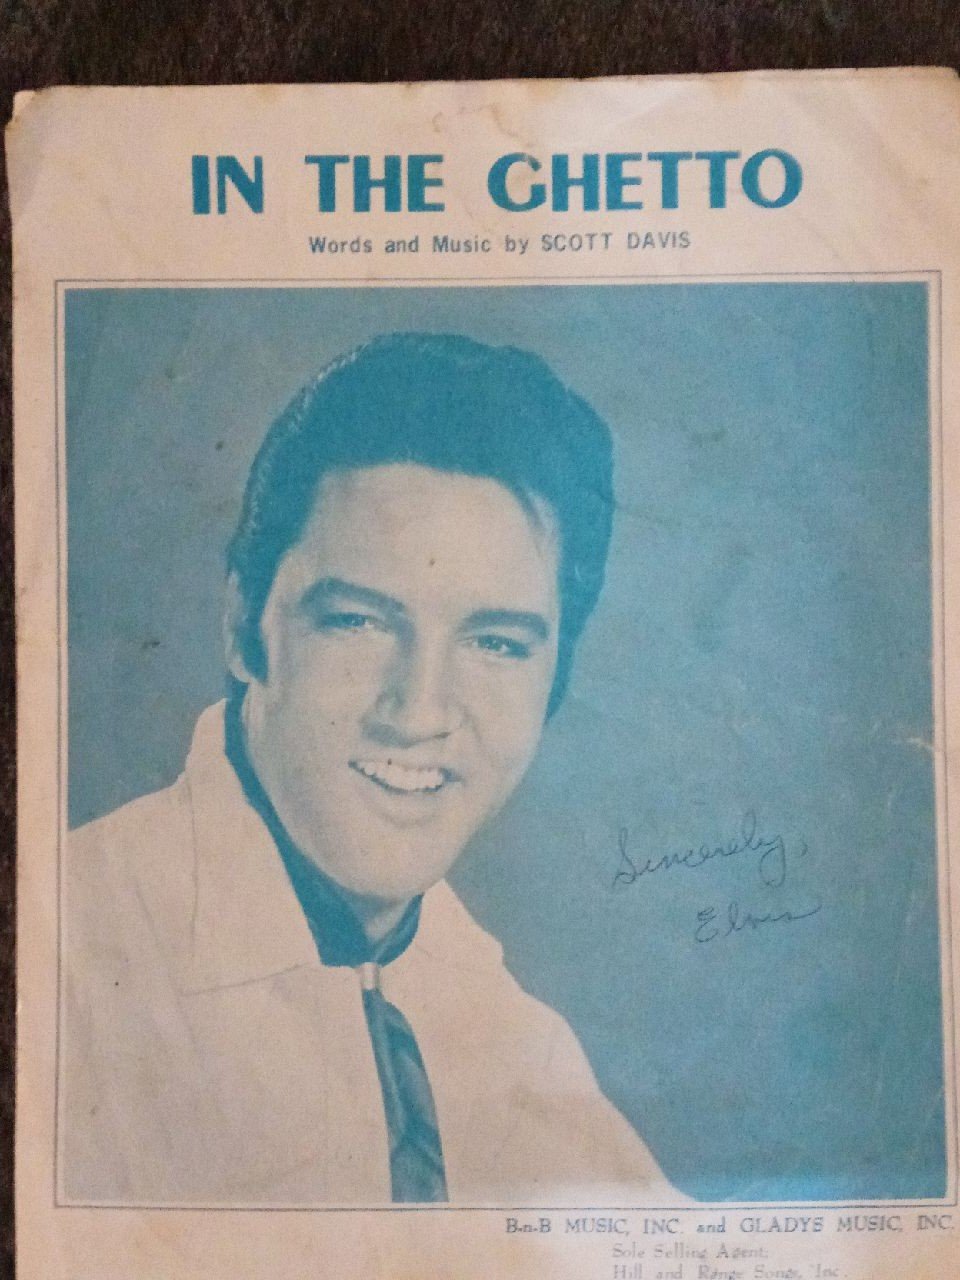 IN THE GHETTO
Words and Music by SCOTT DAVIS
Sincerely,
Elvis
B-n-B MUSIC, INC. and GLADYS MUSIC, INC.
Sole Selling Agent:
Hill and Range Songs, Inc.